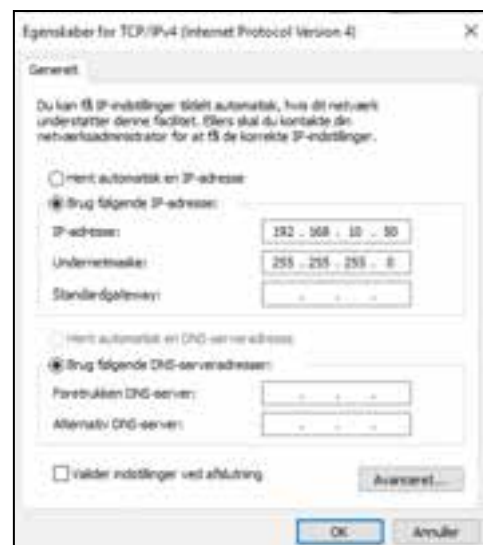 Egenskaber for TCP/IPv4 (Internet Protocol Version 4)
Generelt
Du kan få IP-indstillinger tildelt automatisk, hvis dit netværk
understøtter denne facilitet. Ellers skal du kontakte din
netværksadministrator for at få de korrekte IP-indstillinger.
Hent automatisk en IP-adresse
Brug følgende IP-adresse:
IP-adresse: 192 . 168 . 10 . 50
Undernetmaske: 255 . 255 . 255 . 0
Standardgateway: . . .
Hent automatisk en DNS-serveradresse
Brug følgende DNS-serveradresser:
Foretrukken DNS-server: . . .
Alternativ DNS-server: . . .
Valider indstillinger ved afslutning
Avanceret...
OK Annuller